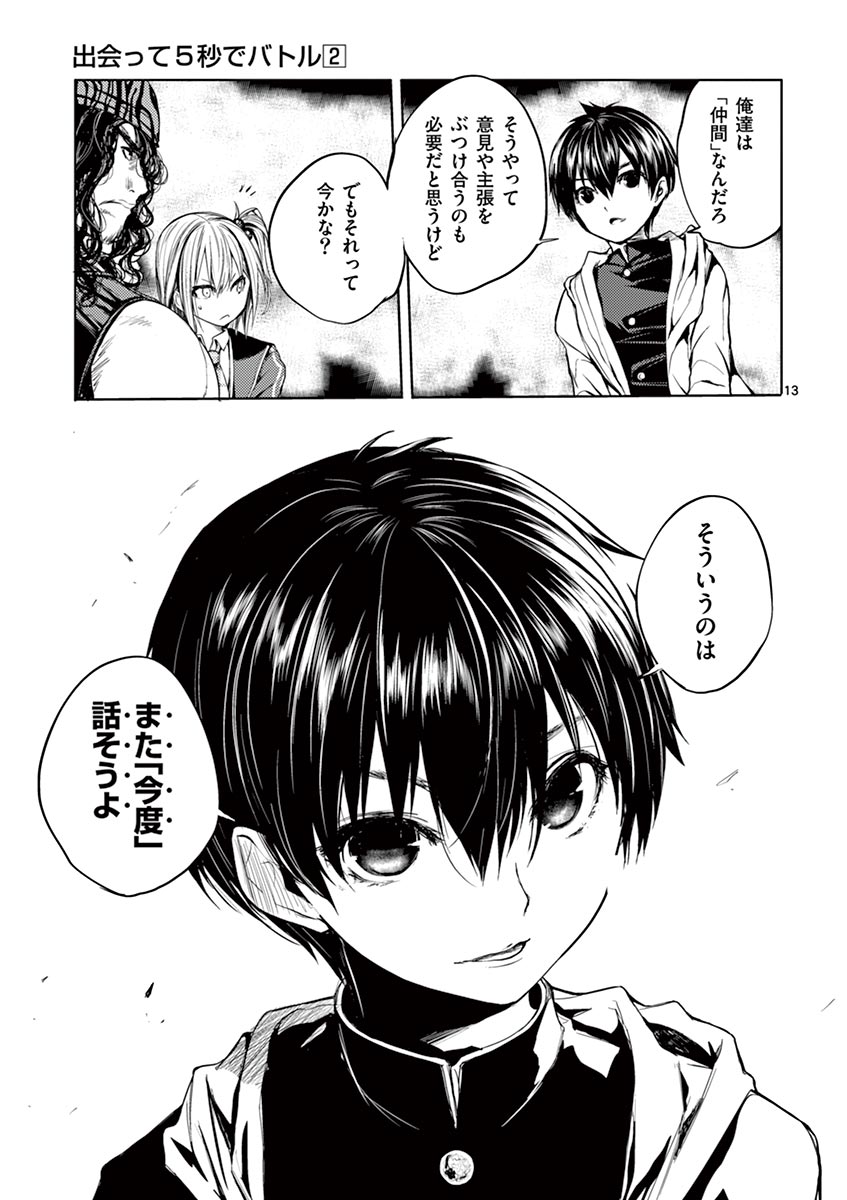 出会って5秒でバトル2
俺達は
「仲間」なんだろ
そうやって
意見や主張を
ぶつけ合うのも
必要だと思うけど
でもそれって
今かな?
13
そういうのは
また「今度」
話そうよ